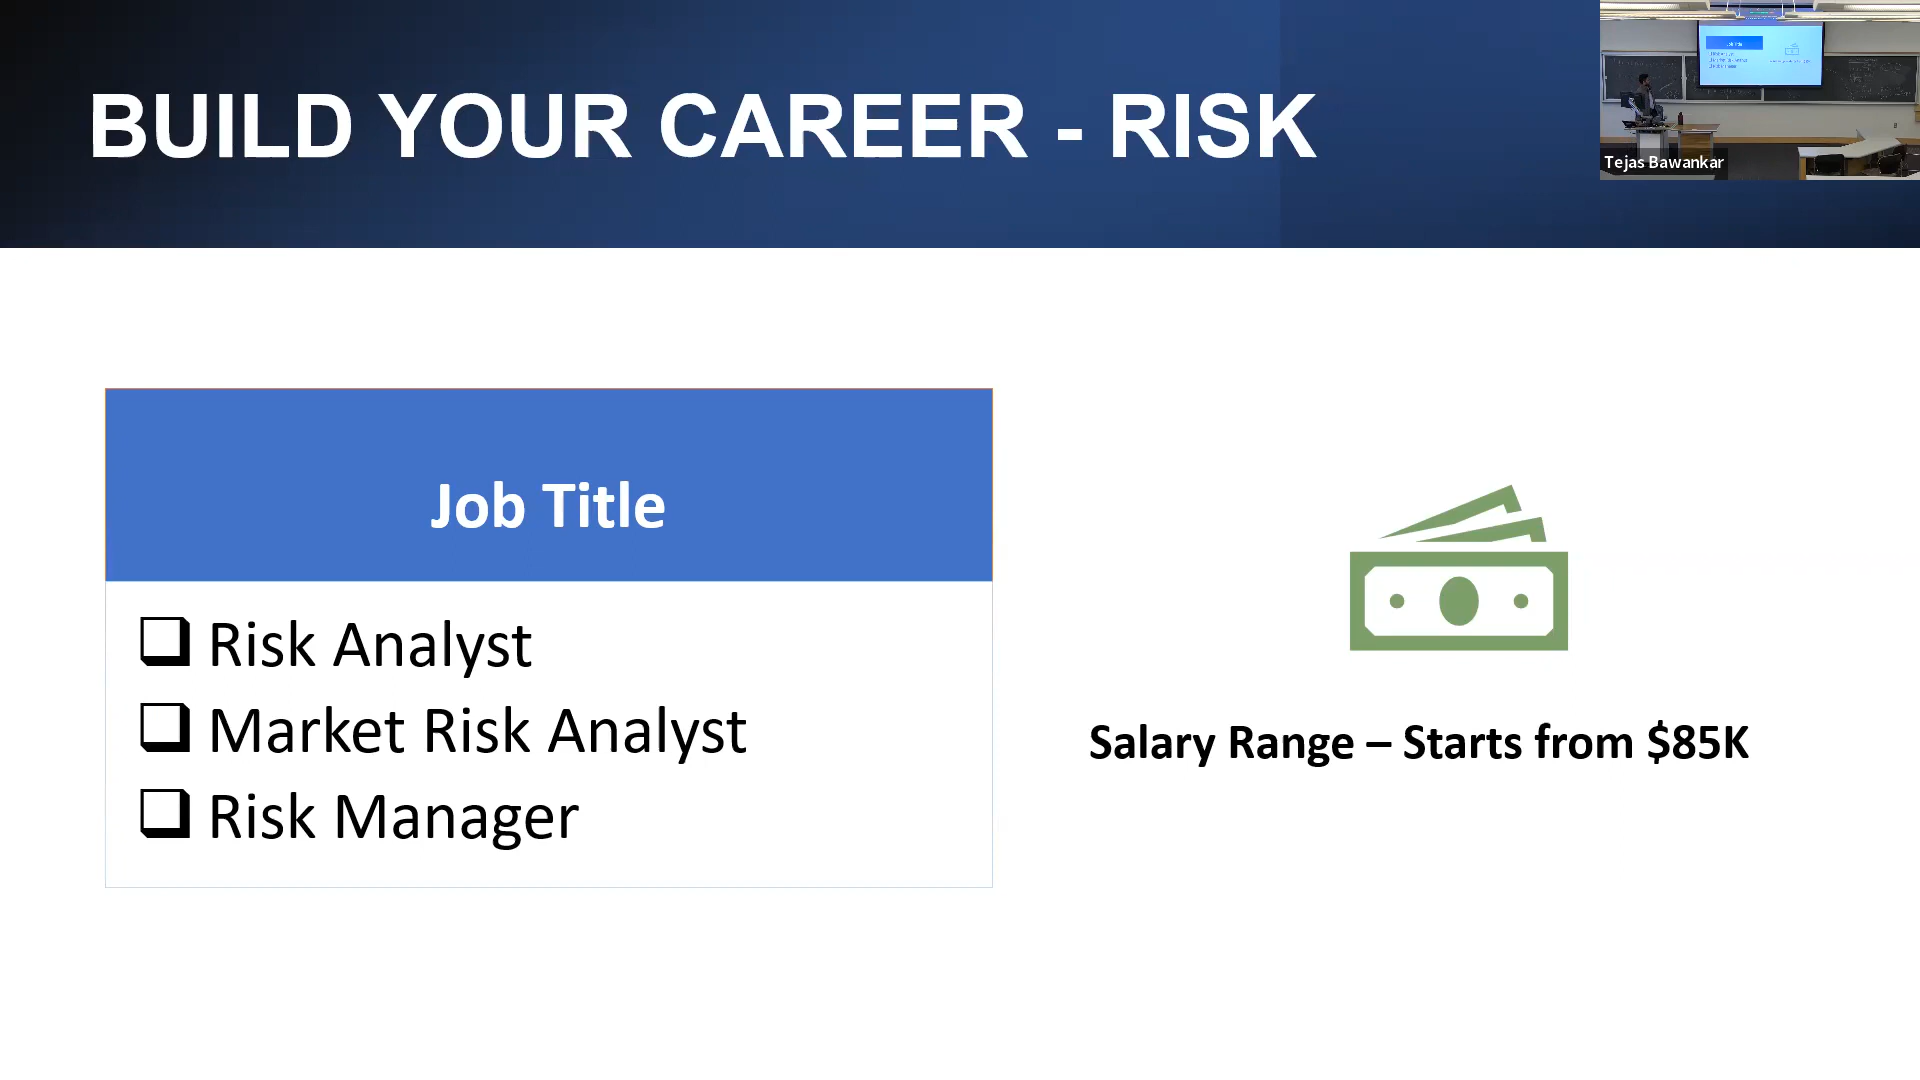 BUILD YOUR CAREER - RISK
Tejas Bawankar
Job Title
Risk Analyst
Market Risk Analyst
Risk Manager
Salary Range – Starts from $85K